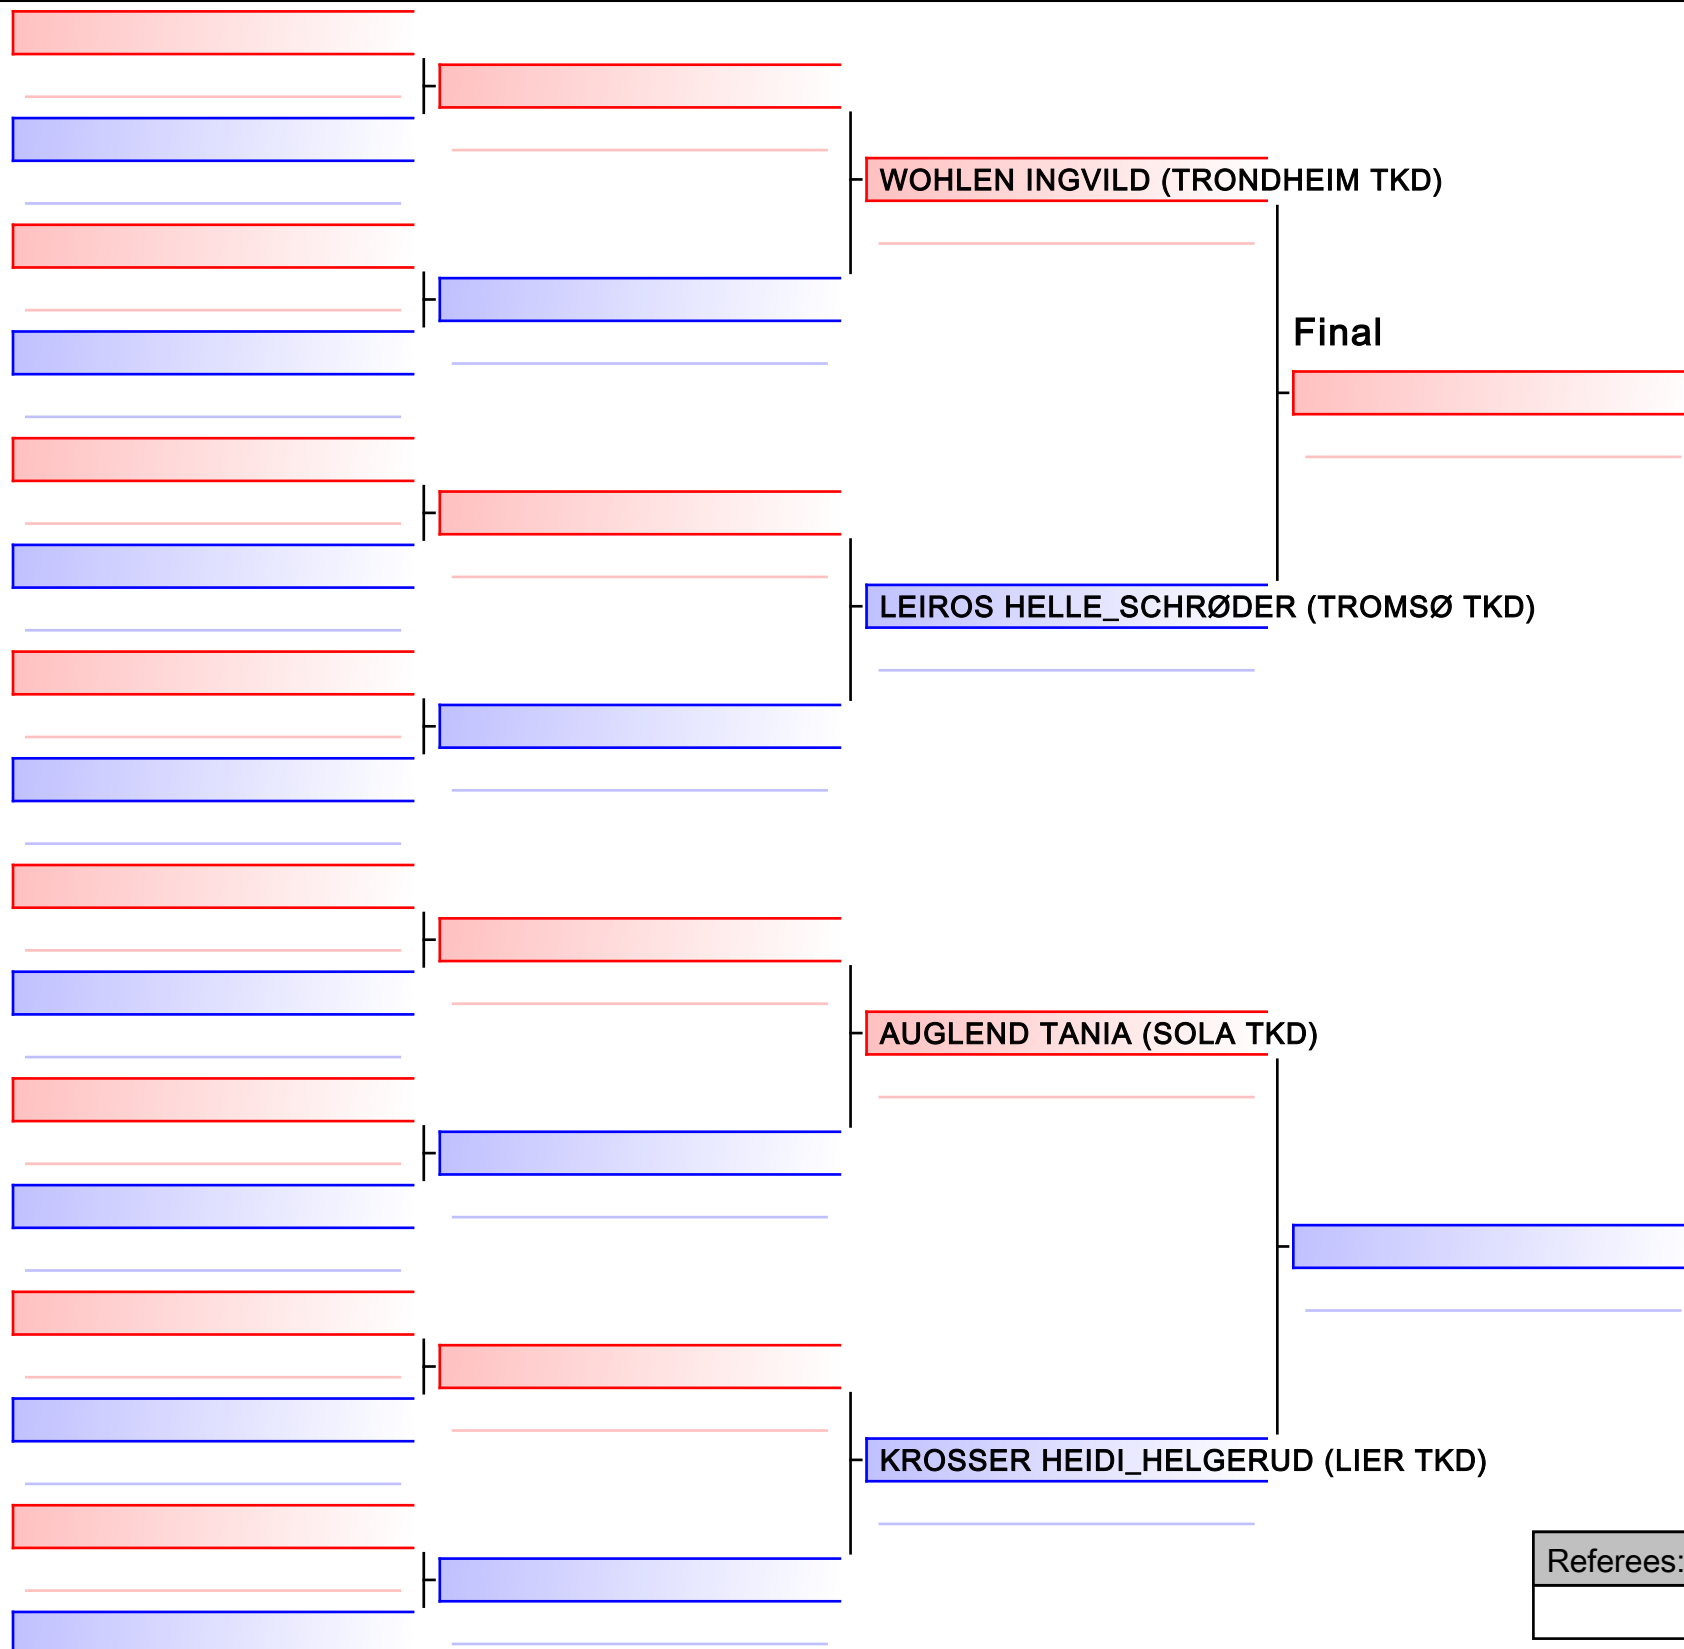 WOHLEN INGVILD (TRONDHEIM TKD)
Final
LEIROS HELLE_SCHRØDER (TROMSØ TKD)
AUGLEND TANIA (SOLA TKD)
KROSSER HEIDI_HELGERUD (LIER TKD)
Referees: